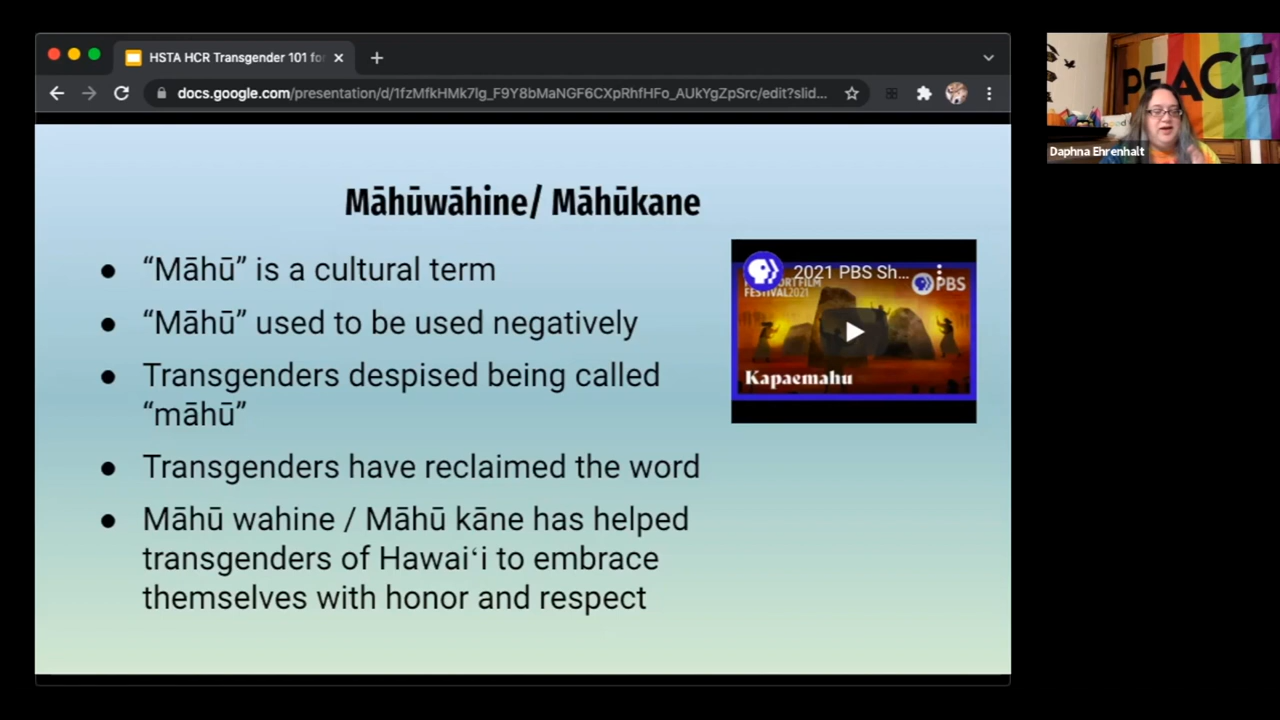 HSTA HCR Transgender 101 fo
docs.google.com/presentation/d/1fzMfkHMk7lg_F9Y8bMaNGF6CXpRhfHFo_AUkYgZpSrc/edit?slid...
PEACE
Daphna Ehrenhalt
Māhūwāhine/ Māhūkane
• “Māhū” is a cultural term
• “Māhū” used to be used negatively
• Transgenders despised being called
“māhū”
• Transgenders have reclaimed the word
• Māhū wahine / Māhū kāne has helped
transgenders of Hawaiʻi to embrace
themselves with honor and respect
2021 PBS Sh...
FESTIVAL2021
PBS
Kapaemahu